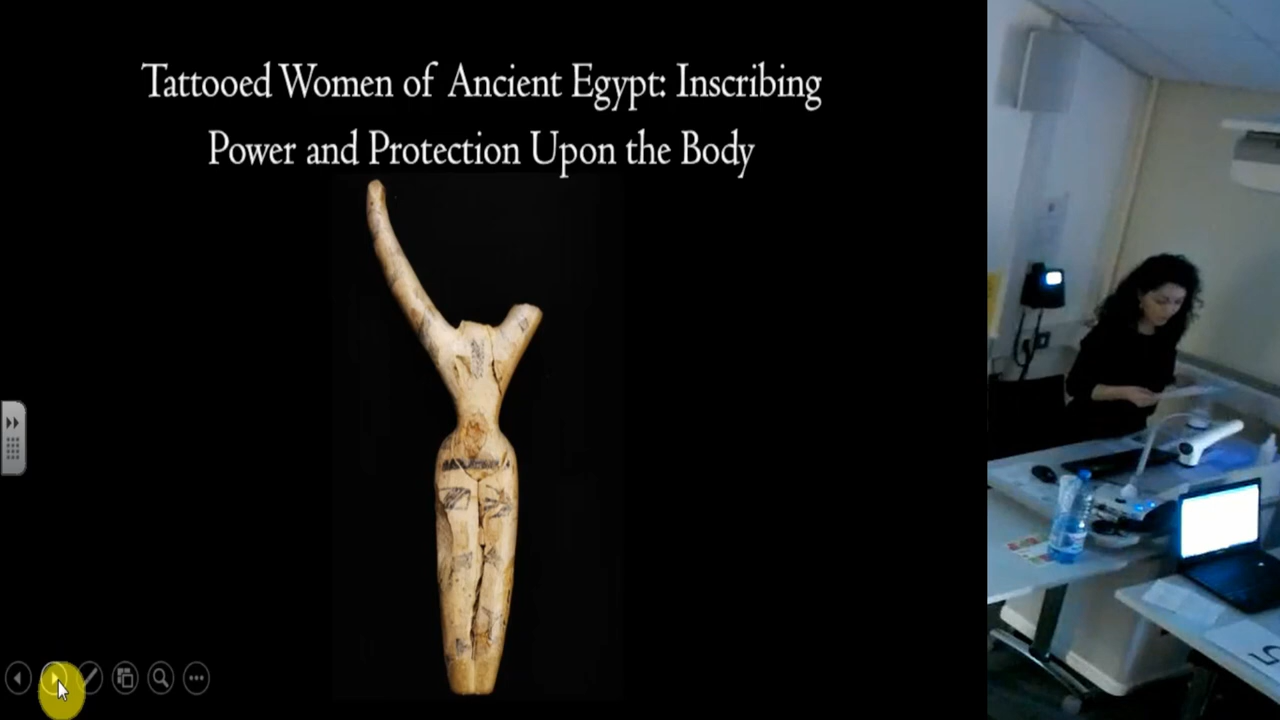 Tattooed Women of Ancient Egypt: Inscribing
Power and Protection Upon the Body